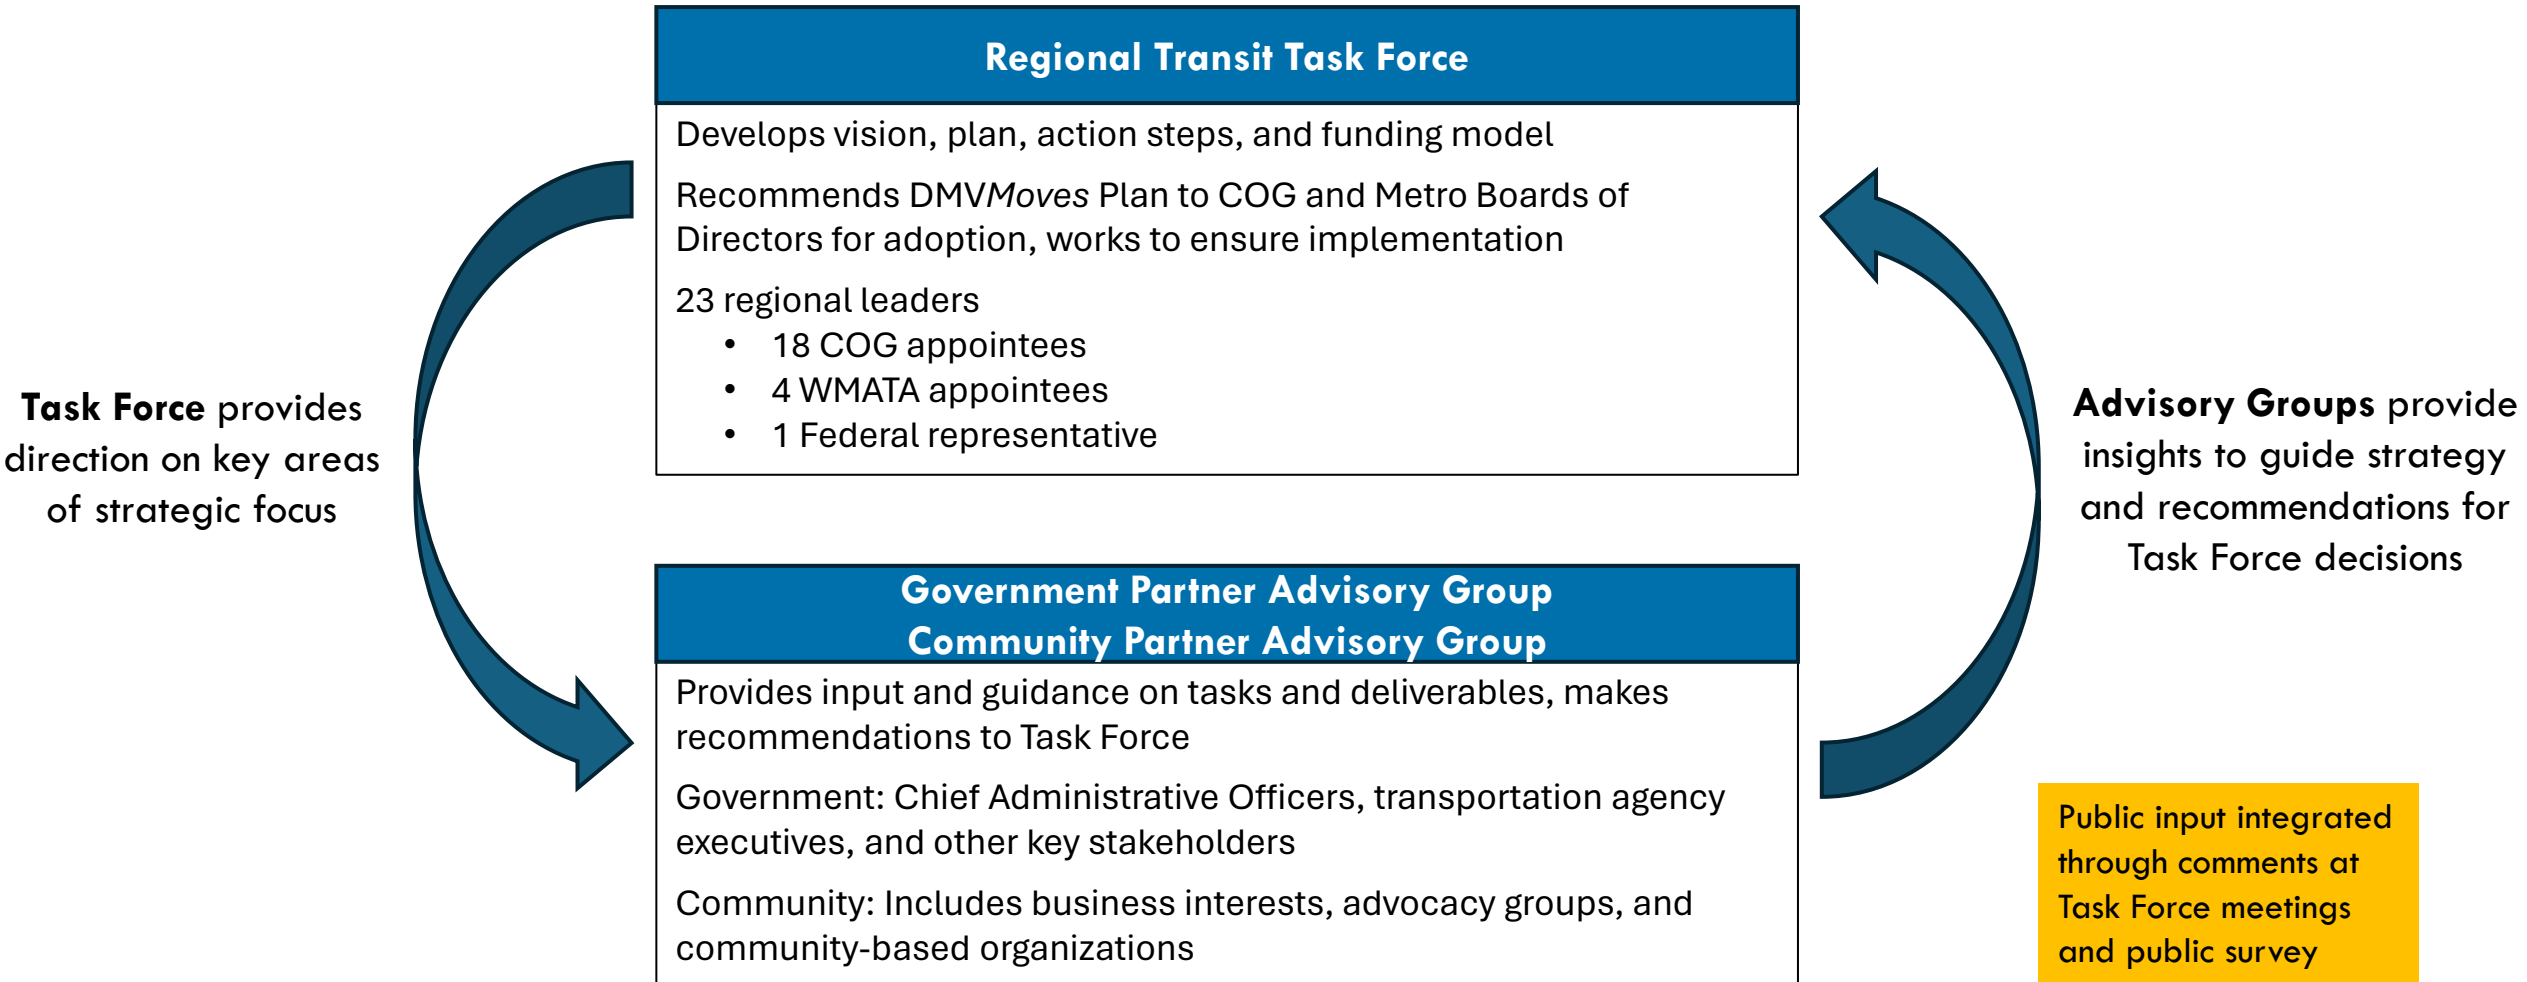 Regional Transit Task Force
Develops vision, plan, action steps, and funding model
Recommends DMVMoves Plan to COG and Metro Boards of
Directors for adoption, works to ensure implementation
23 regional leaders
• 18 COG appointees
• 4 WMATA appointees
• 1 Federal representative
Task Force provides
direction on key areas
of strategic focus
Advisory Groups provide
insights to guide strategy
and recommendations for
Task Force decisions
Government Partner Advisory Group
Community Partner Advisory Group
Provides input and guidance on tasks and deliverables, makes
recommendations to Task Force
Government: Chief Administrative Officers, transportation agency
executives, and other key stakeholders
Community: Includes business interests, advocacy groups, and
community-based organizations
Public input integrated
through comments at
Task Force meetings
and public survey